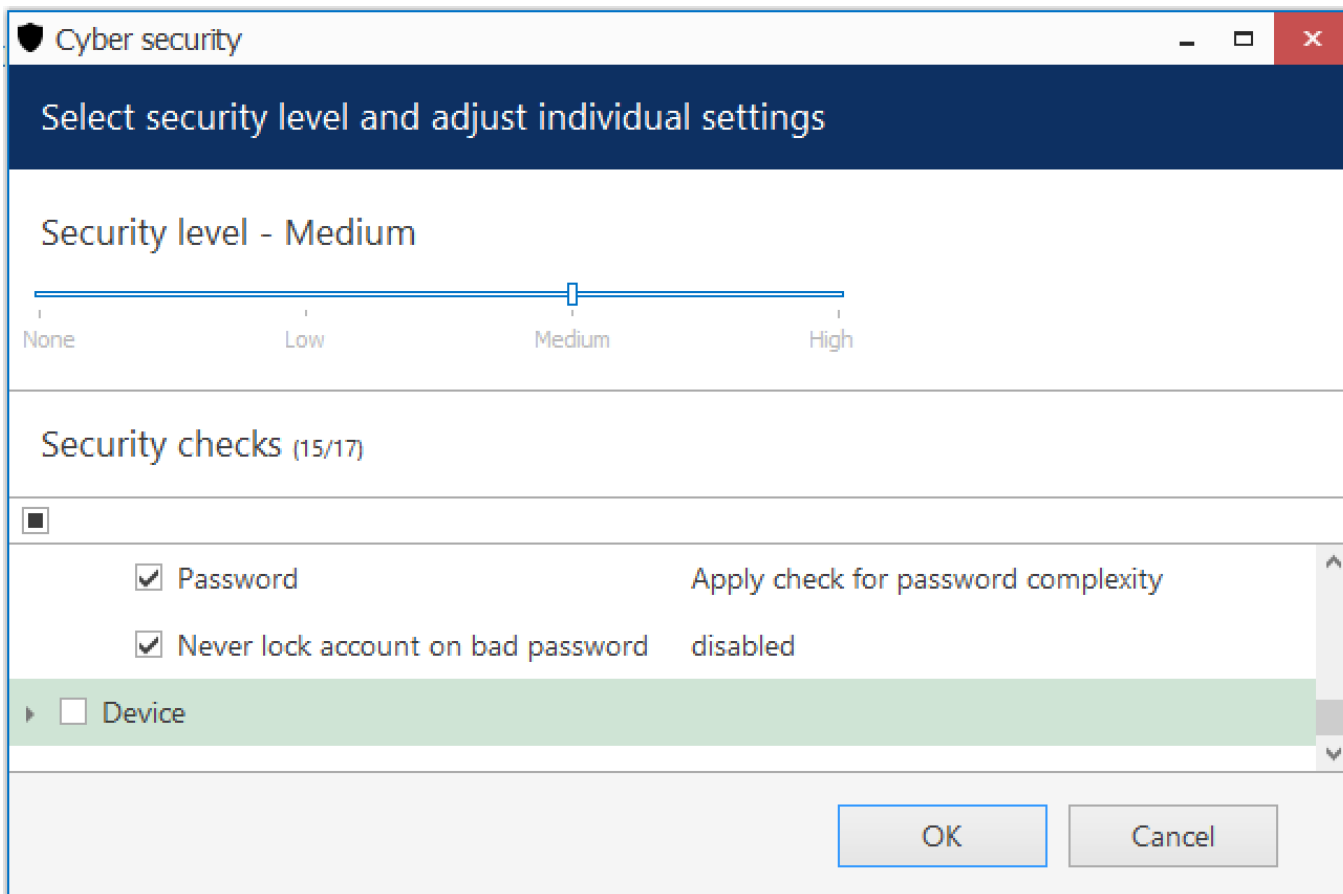 Cyber security
Select security level and adjust individual settings
Security level - Medium
None Low Medium High
Security checks (15/17)
Password Apply check for password complexity
Never lock account on bad password disabled
Device
OK Cancel